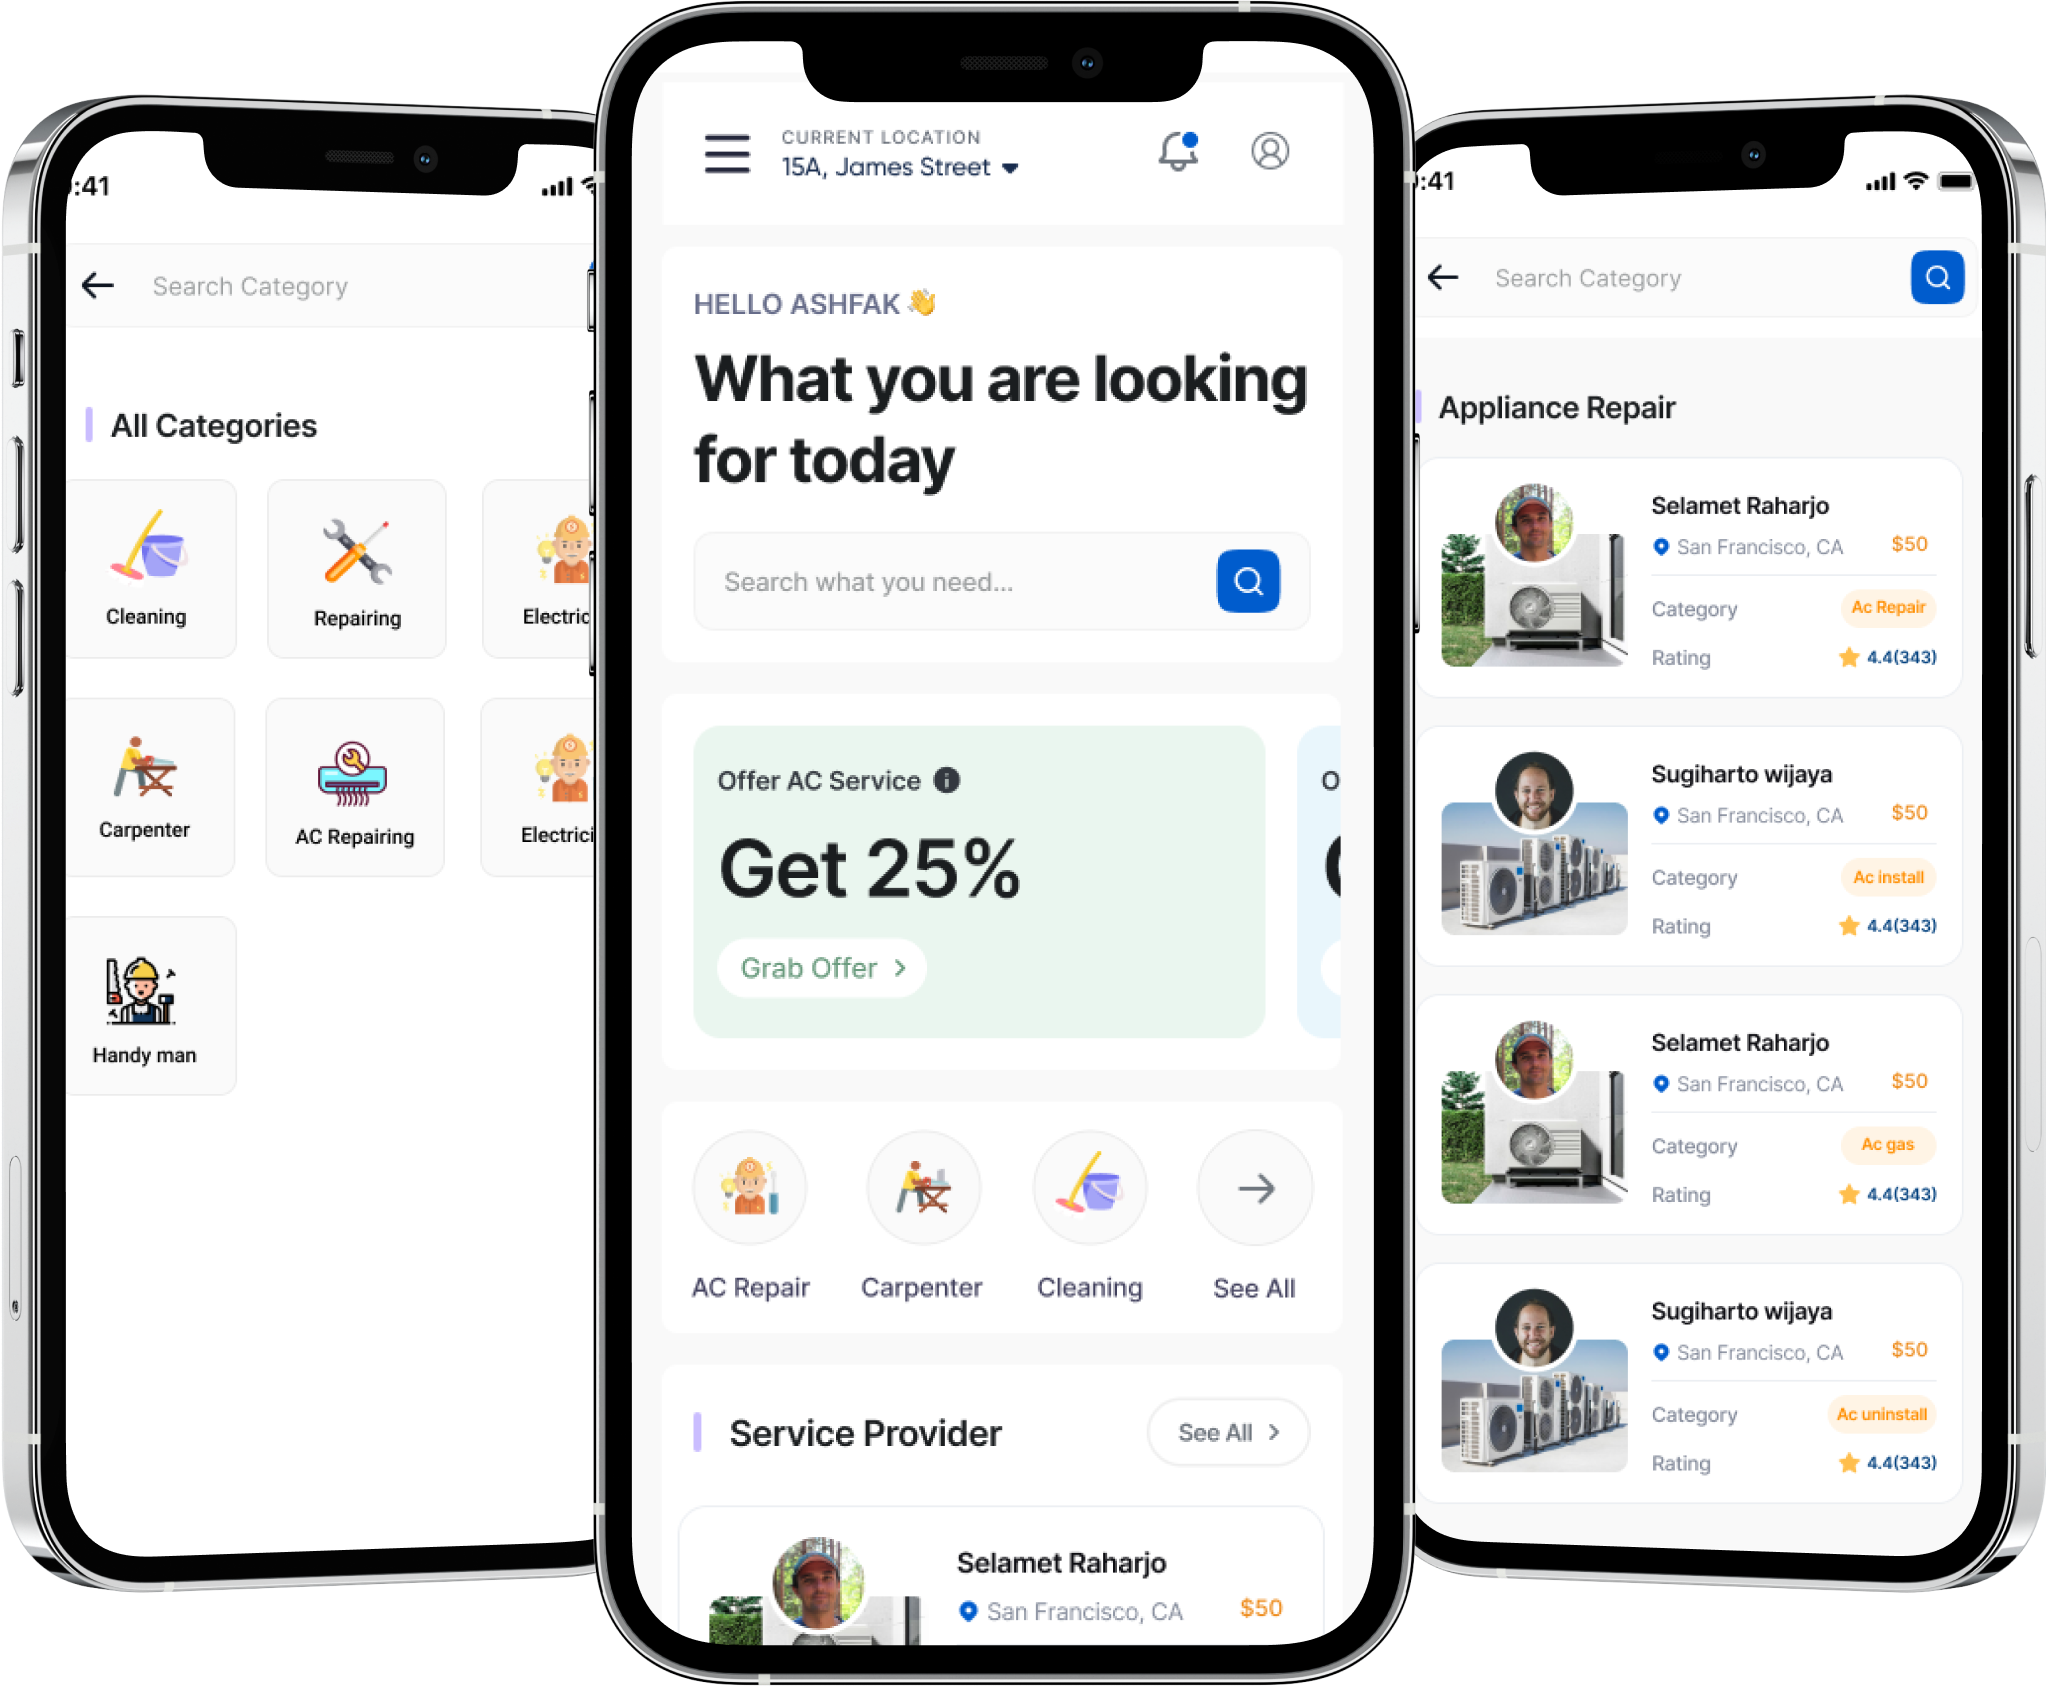 :41
Search Category
All Categories
Cleaning
Repairing
Electric
Carpenter
AC Repairing
Electrici
Handy man
CURRENT LOCATION
15A, James Street
HELLO ASHFAK 👋
What you are looking
for today
Search what you need...
Offer AC Service
Get 25%
Grab Offer >
O
AC Repair
Carpenter
Cleaning
See All
Service Provider
See All >
Selamet Raharjo
San Francisco, CA
$50
:41
Search Category
Appliance Repair
Selamet Raharjo
San Francisco, CA
$50
Category
Ac Repair
Rating
4.4(343)
Sugiharto wijaya
San Francisco, CA
$50
Category
Ac install
Rating
4.4(343)
Selamet Raharjo
San Francisco, CA
$50
Category
Ac gas
Rating
4.4(343)
Sugiharto wijaya
San Francisco, CA
$50
Category
Ac uninstall
Rating
4.4(343)